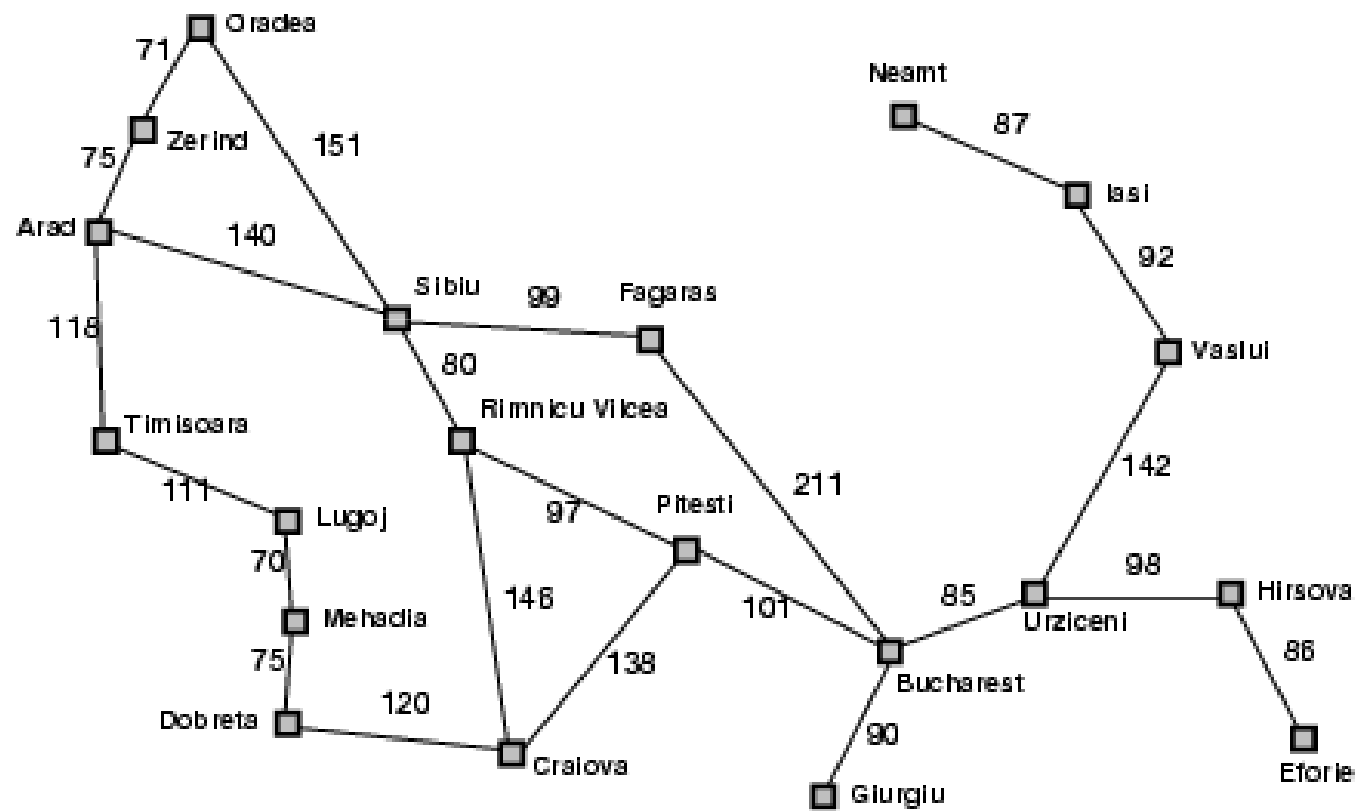 Oradea
71
Neamt
87
Zerind
151
75
Iasi
Arad
140
92
Sibiu
99
Fagaras
118
80
Vaslui
Timisoara
Rimnicu Vilcea
142
111
Lugoj
97
Pitesti
211
70
146
101
85
98
Hirsova
Mehadia
Urziceni
75
138
86
Bucharest
120
Dobreta
90
Craiova
Eforie
Giurgiu